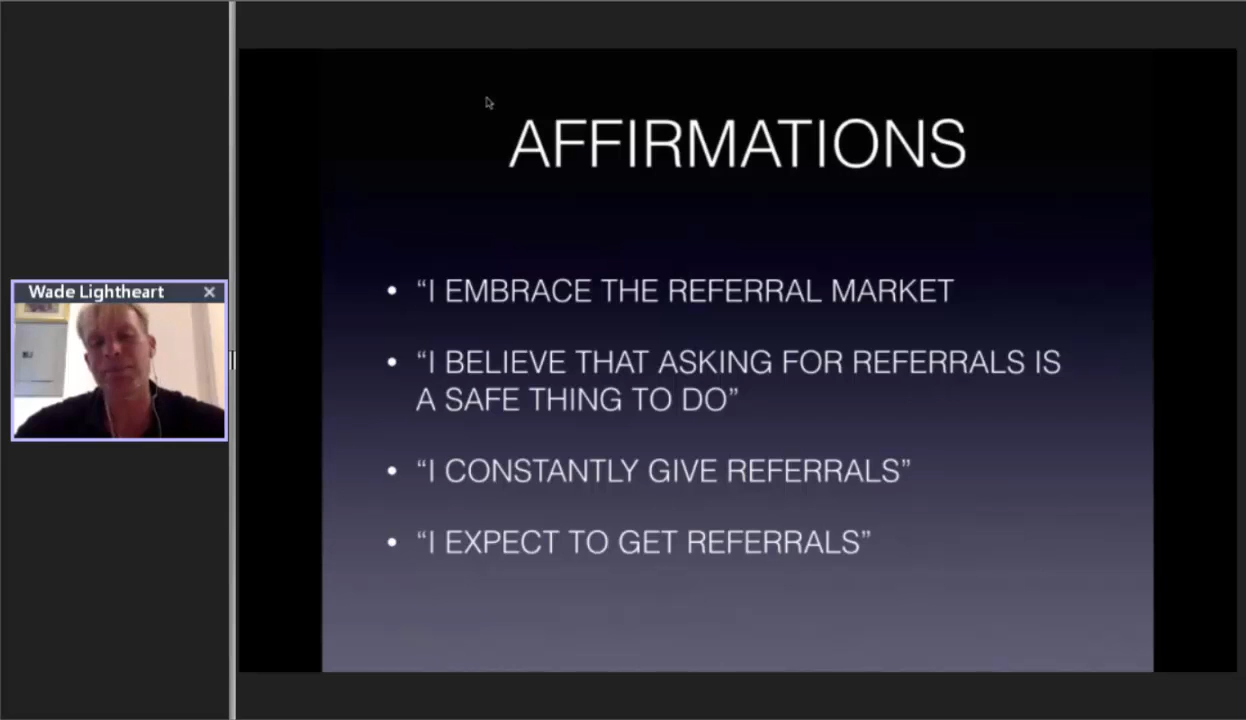 Wade Lightheart
AFFIRMATIONS
• “I EMBRACE THE REFERRAL MARKET
• “I BELIEVE THAT ASKING FOR REFERRALS IS
A SAFE THING TO DO”
• “I CONSTANTLY GIVE REFERRALS”
• “I EXPECT TO GET REFERRALS”